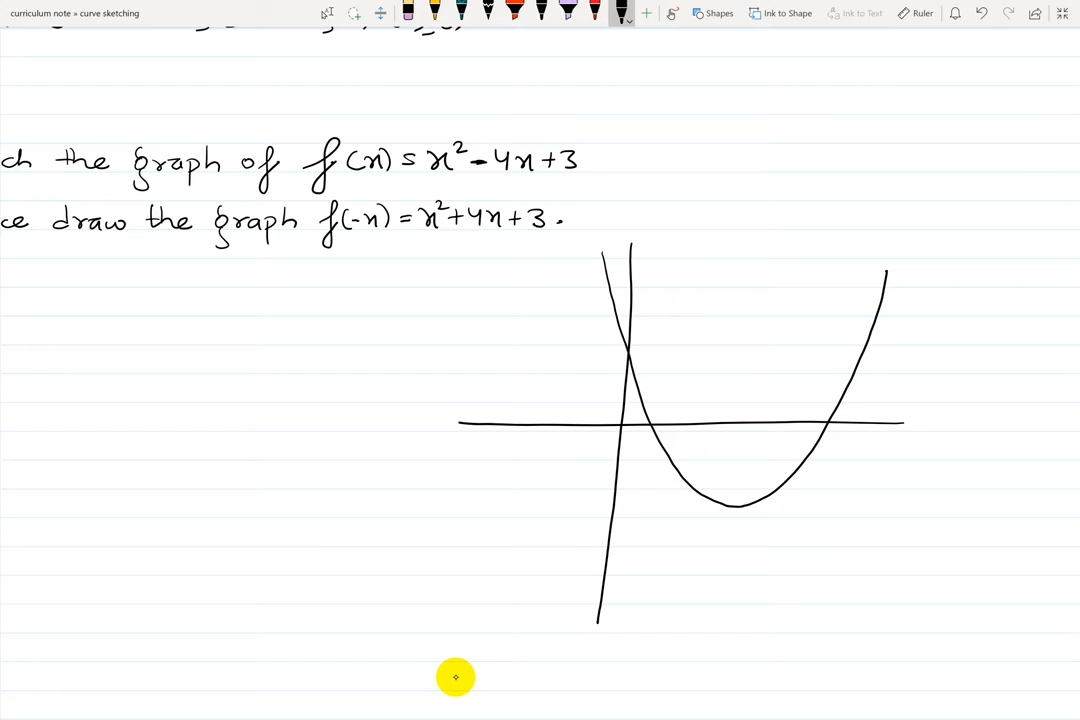 curriculum note » curve sketching
Shapes
Ink to Shape
Ink to Text
Ruler
ch the graph of f(x) = x² - 4x + 3
ce draw the graph f(-x) = x² + 4x + 3 .